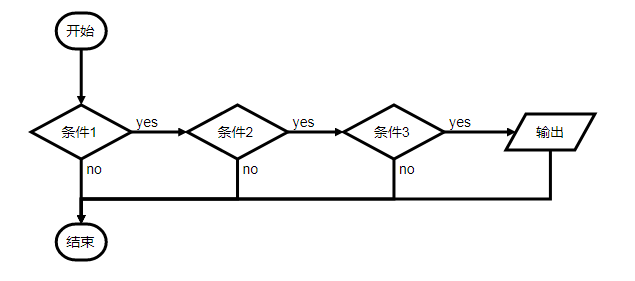 开始
条件1
yes
条件2
yes
条件3
yes
输出
no
no
no
结束